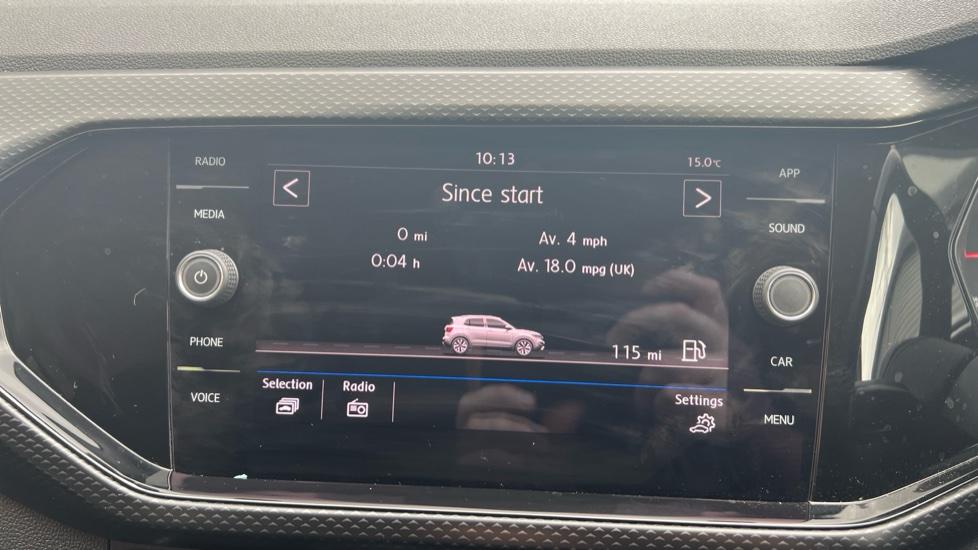 10:13
15.0°C
RADIO
APP
<
Since start
>
MEDIA
SOUND
0 mi
Av. 4 mph
0:04 h
Av. 18.0 mpg (UK)
PHONE
115 mi
CAR
VOICE
Selection
Radio
Settings
MENU